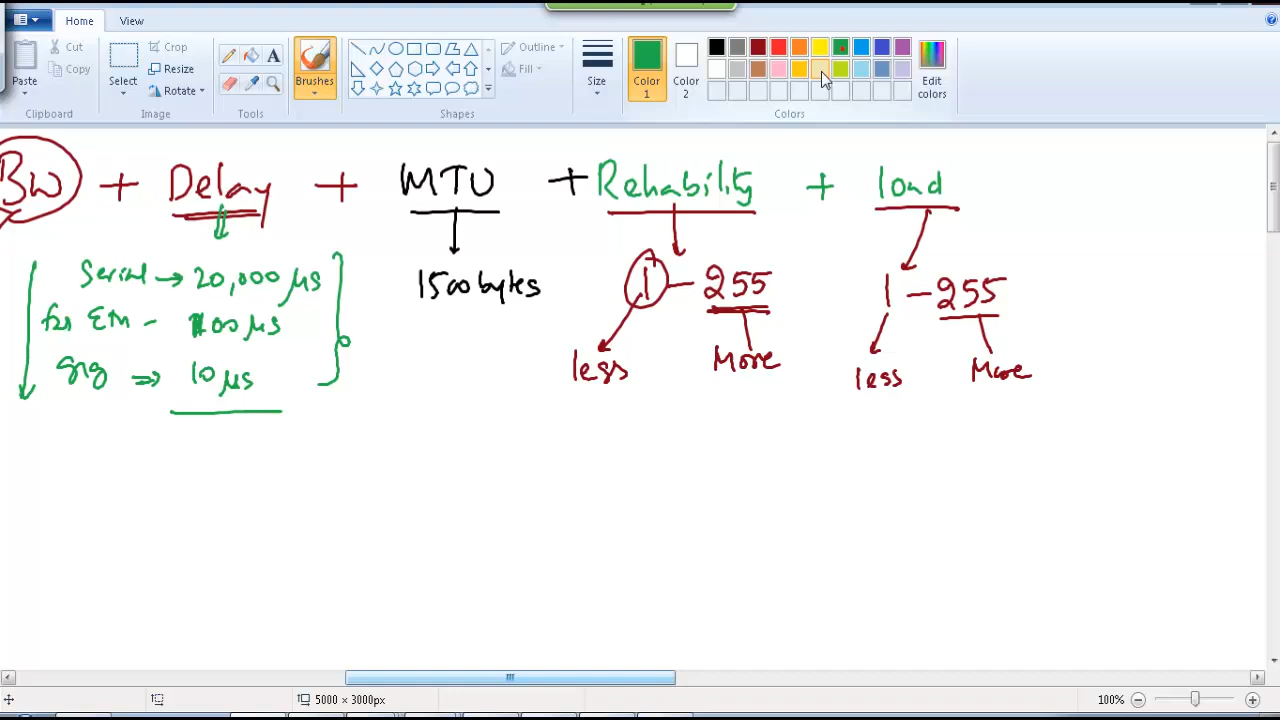 Home View
Cut
Copy
Paste
Clipboard
Select
Crop
Resize
Rotate
Image
A
Tools
Brushes
Outline
Fill
Shapes
Size
Color 1
Color 2
Edit colors
Colors
BW + Delay + MTU + Reliability + load
Serial → 20,000 μs
for Eth - 100 μs
gig ⇒ 10 μs
1500 bytes
1 - 255
less More
1 - 255
less More
5000 × 3000px
100%